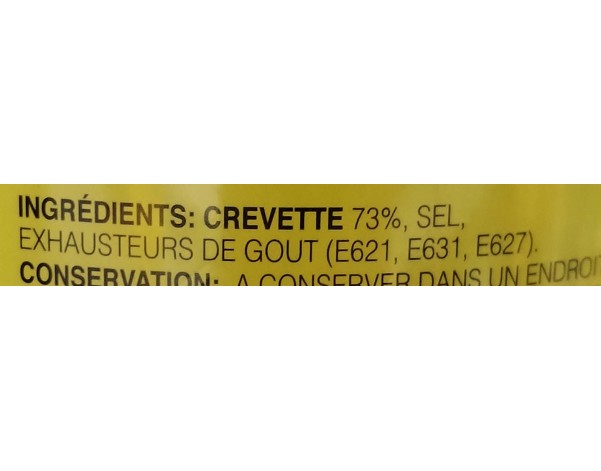 INGRÉDIENTS: CREVETTE 73%, SEL,
EXHAUSTEURS DE GOUT (E621, E631, E627).
CONSERVATION: A CONSERVER DANS UN ENDROIT